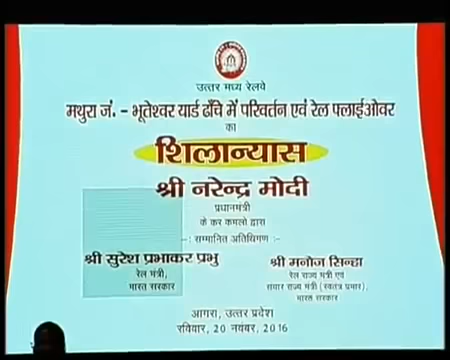 उत्तर मध्य रेलवे
मथुरा जं. - भूतेश्वर यार्ड ढाँचे में परिवर्तन एवं रेल फ्लाईओवर
का
शिलान्यास
श्री नरेन्द्र मोदी
प्रधानमंत्री
के कर कमलो द्वारा
-: सम्मानित अतिथिगण :-
श्री सुरेश प्रभाकर प्रभु
रेल मंत्री,
भारत सरकार
श्री मनोज सिन्हा
रेल राज्य मंत्री एवं
संचार राज्य मंत्री (स्वतंत्र प्रभार),
भारत सरकार
आगरा, उत्तर प्रदेश
रविवार, 20 नवंबर, 2016